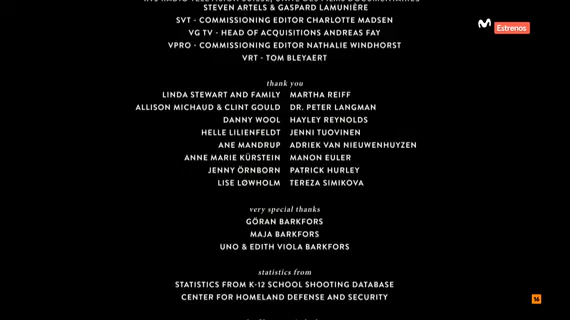 STEVEN ARTELS & GASPARD LAMUNIÈRE
SVT - COMMISSIONING EDITOR CHARLOTTE MADSEN
VG TV - HEAD OF ACQUISITIONS ANDREAS FAY
VPRO - COMMISSIONING EDITOR NATHALIE WINDHORST
VRT - TOM BLEYAERT
Estrenos
thank you
LINDA STEWART AND FAMILY MARTHA REIFF
ALLISON MICHAUD & CLINT GOULD DR. PETER LANGMAN
DANNY WOOL HAYLEY REYNOLDS
HELLE LILIENFELDT JENNI TUOVINEN
ANE MANDRUP ADRIEK VAN NIEUWENHUYZEN
ANNE MARIE KÜRSTEIN MANON EULER
JENNY ÖRNBORN PATRICK HURLEY
LISE LØWHOLM TEREZA SIMIKOVA
very special thanks
GÖRAN BARKFORS
MAJA BARKFORS
UNO & EDITH VIOLA BARKFORS
statistics from
STATISTICS FROM K-12 SCHOOL SHOOTING DATABASE
CENTER FOR HOMELAND DEFENSE AND SECURITY
16